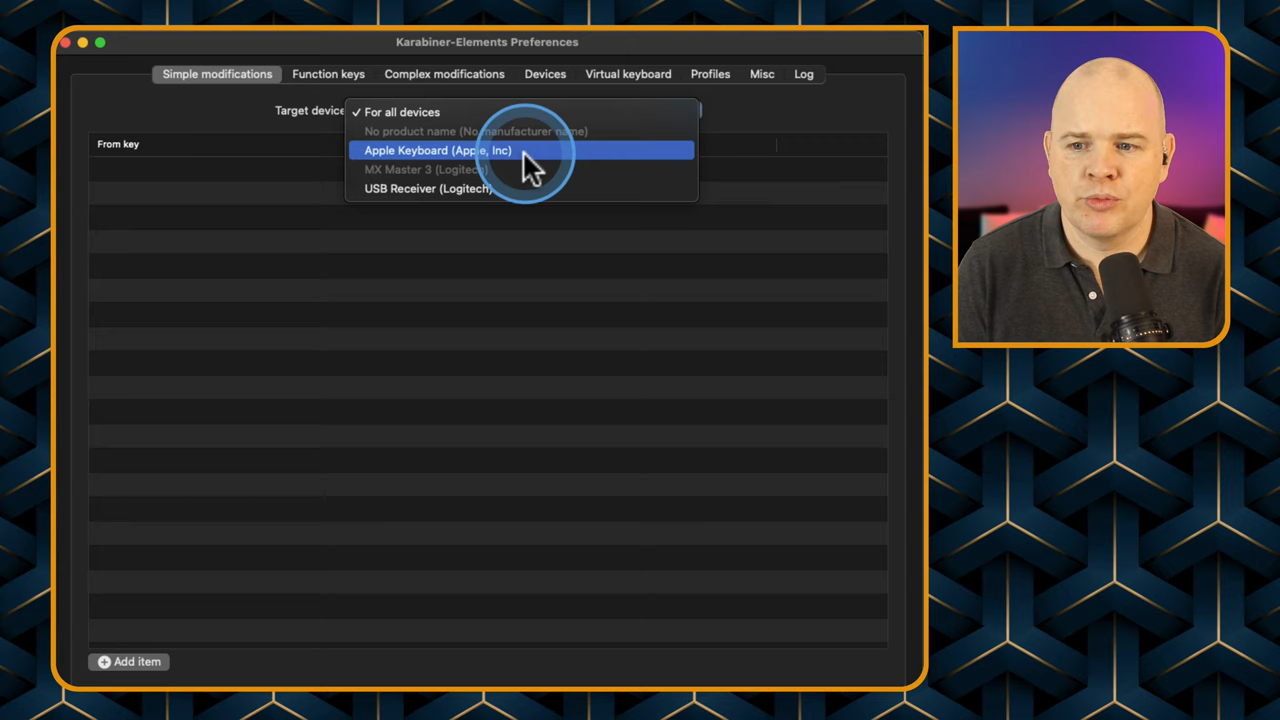 Karabiner-Elements Preferences
Simple modifications Function keys Complex modifications Devices Virtual keyboard Profiles Misc Log
Target device
✓ For all devices
No product name (No manufacturer name)
From key
Apple Keyboard (Apple, Inc)
MX Master 3 (Logitech)
USB Receiver (Logitech)
Add item